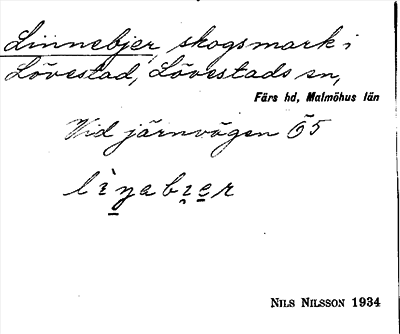 Linnebjer, skogsmark i
Lövestad, Lövestads sn,
Färs hd, Malmöhus län
Vid järnvägen Ö5
NILS NILSSON 1934